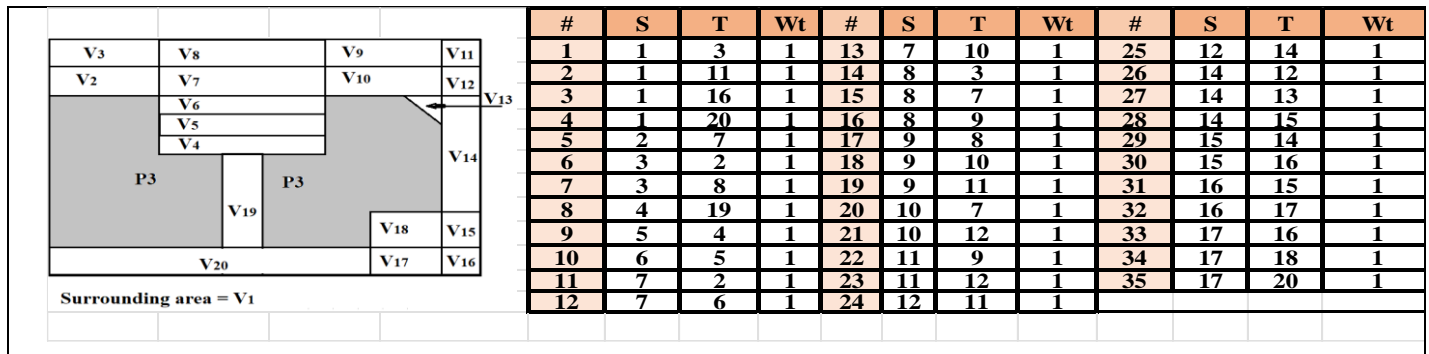 V3 V8 V9 V11
V2 V7 V10 V12
V13
V6
V5
V4
V14
P3 P3
V19
V18 V15
V20 V17 V16
Surrounding area = V1
# S T Wt # S T Wt # S T Wt
1 1 3 1 13 7 10 1 25 12 14 1
2 1 11 1 14 8 3 1 26 14 12 1
3 1 16 1 15 8 7 1 27 14 13 1
4 1 20 1 16 8 9 1 28 14 15 1
5 2 7 1 17 9 8 1 29 15 14 1
6 3 2 1 18 9 10 1 30 15 16 1
7 3 8 1 19 9 11 1 31 16 15 1
8 4 19 1 20 10 7 1 32 16 17 1
9 5 4 1 21 10 12 1 33 17 16 1
10 6 5 1 22 11 9 1 34 17 18 1
11 7 2 1 23 11 12 1 35 17 20 1
12 7 6 1 24 12 11 1